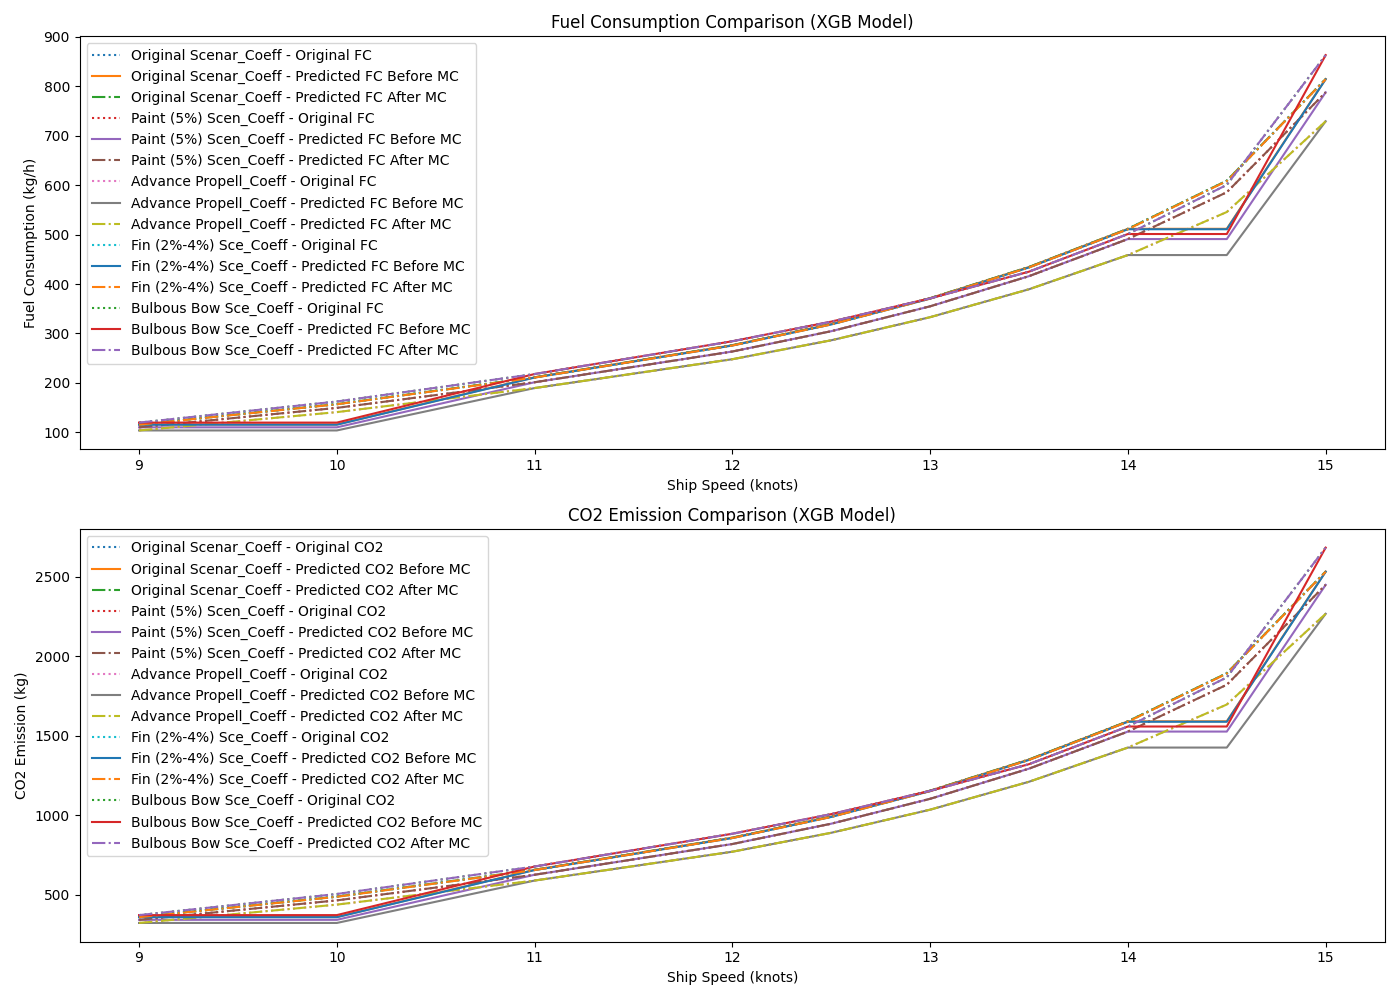 Fuel Consumption Comparison (XGB Model)
900
800
700
600
500
400
300
200
100
Fuel Consumption (kg/h)
Original Scenar_Coeff - Original FC
Original Scenar_Coeff - Predicted FC Before MC
Original Scenar_Coeff - Predicted FC After MC
Paint (5%) Scen_Coeff - Original FC
Paint (5%) Scen_Coeff - Predicted FC Before MC
Paint (5%) Scen_Coeff - Predicted FC After MC
Advance Propell_Coeff - Original FC
Advance Propell_Coeff - Predicted FC Before MC
Advance Propell_Coeff - Predicted FC After MC
Fin (2%-4%) Sce_Coeff - Original FC
Fin (2%-4%) Sce_Coeff - Predicted FC Before MC
Fin (2%-4%) Sce_Coeff - Predicted FC After MC
Bulbous Bow Sce_Coeff - Original FC
Bulbous Bow Sce_Coeff - Predicted FC Before MC
Bulbous Bow Sce_Coeff - Predicted FC After MC
9 10 11 12 13 14 15
Ship Speed (knots)
CO2 Emission Comparison (XGB Model)
2500
2000
1500
1000
500
CO2 Emission (kg)
Original Scenar_Coeff - Original CO2
Original Scenar_Coeff - Predicted CO2 Before MC
Original Scenar_Coeff - Predicted CO2 After MC
Paint (5%) Scen_Coeff - Original CO2
Paint (5%) Scen_Coeff - Predicted CO2 Before MC
Paint (5%) Scen_Coeff - Predicted CO2 After MC
Advance Propell_Coeff - Original CO2
Advance Propell_Coeff - Predicted CO2 Before MC
Advance Propell_Coeff - Predicted CO2 After MC
Fin (2%-4%) Sce_Coeff - Original CO2
Fin (2%-4%) Sce_Coeff - Predicted CO2 Before MC
Fin (2%-4%) Sce_Coeff - Predicted CO2 After MC
Bulbous Bow Sce_Coeff - Original CO2
Bulbous Bow Sce_Coeff - Predicted CO2 Before MC
Bulbous Bow Sce_Coeff - Predicted CO2 After MC
9 10 11 12 13 14 15
Ship Speed (knots)